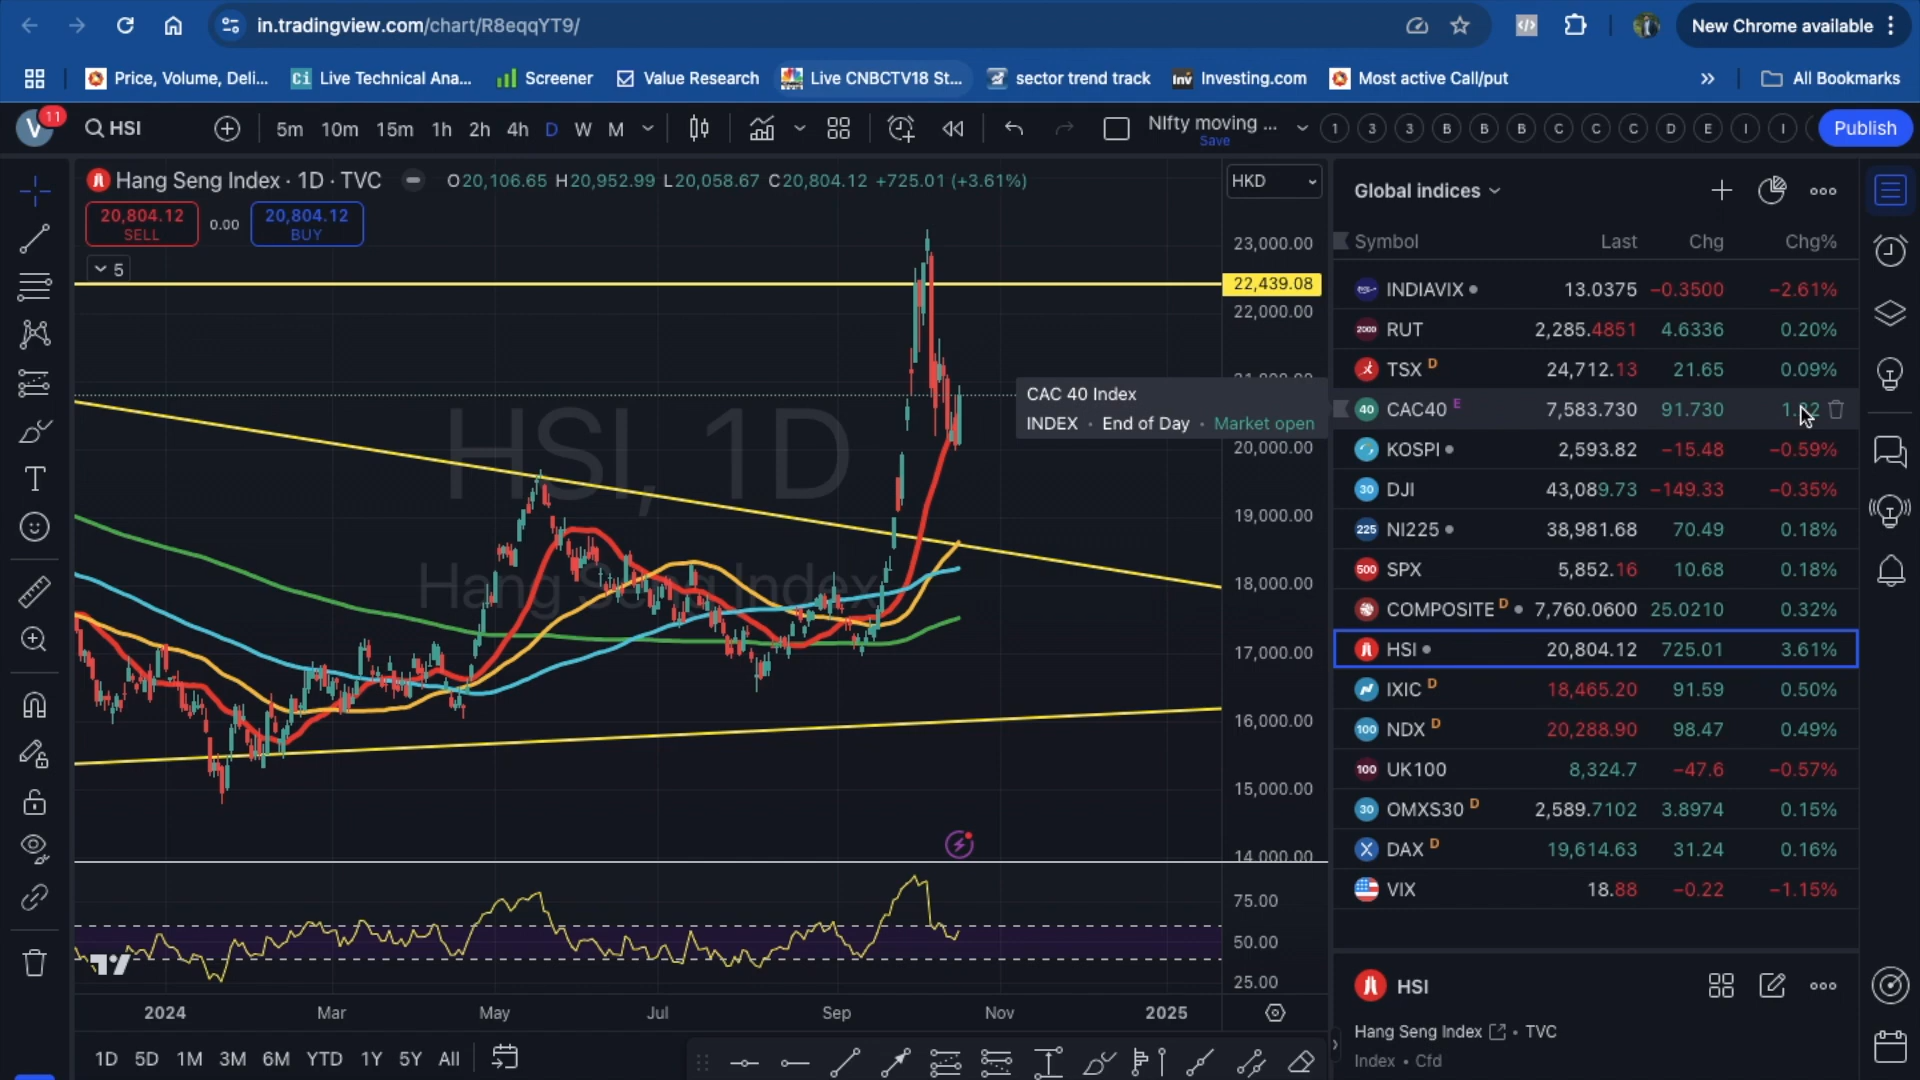 in.tradingview.com/chart/R8eqqYT9/
New Chrome available
Price, Volume, Deli...
Live Technical Ana...
Screener
Value Research
Live CNBCTV18 St...
sector trend track
Investing.com
Most active Call/put
All Bookmarks
V
11
HSI
5m 10m 15m 1h 2h 4h D W M
NIfty moving ...
Save
1 3 3 B B B C C C D E I I
Publish
Hang Seng Index · 1D · TVC
O20,106.65 H20,952.99 L20,058.67 C20,804.12 +725.01 (+3.61%)
20,804.12
SELL
0.00
20,804.12
BUY
5
HSI, 1D
Hang Seng Index
HKD
23,000.00
22,439.08
22,000.00
20,000.00
19,000.00
18,000.00
17,000.00
16,000.00
15,000.00
14,000.00
75.00
50.00
25.00
2024 Mar May Jul Sep Nov 2025
1D 5D 1M 3M 6M YTD 1Y 5Y All
CAC 40 Index
INDEX · End of Day · Market open
Global indices
Symbol Last Chg Chg%
INDIAVIX 13.0375 −0.3500 −2.61%
2000 RUT 2,285.4851 4.6336 0.20%
TSX D 24,712.13 21.65 0.09%
40 CAC40 E 7,583.730 91.730
KOSPI 2,593.82 −15.48 −0.59%
30 DJI 43,089.73 −149.33 −0.35%
225 NI225 38,981.68 70.49 0.18%
500 SPX 5,852.16 10.68 0.18%
COMPOSITE D 7,760.0600 25.0210 0.32%
HSI 20,804.12 725.01 3.61%
IXIC D 18,465.20 91.59 0.50%
100 NDX D 20,288.90 98.47 0.49%
100 UK100 8,324.7 −47.6 −0.57%
30 OMXS30 D 2,589.7102 3.8974 0.15%
DAX D 19,614.63 31.24 0.16%
VIX 18.88 −0.22 −1.15%
HSI
Hang Seng Index • TVC
Index • Cfd